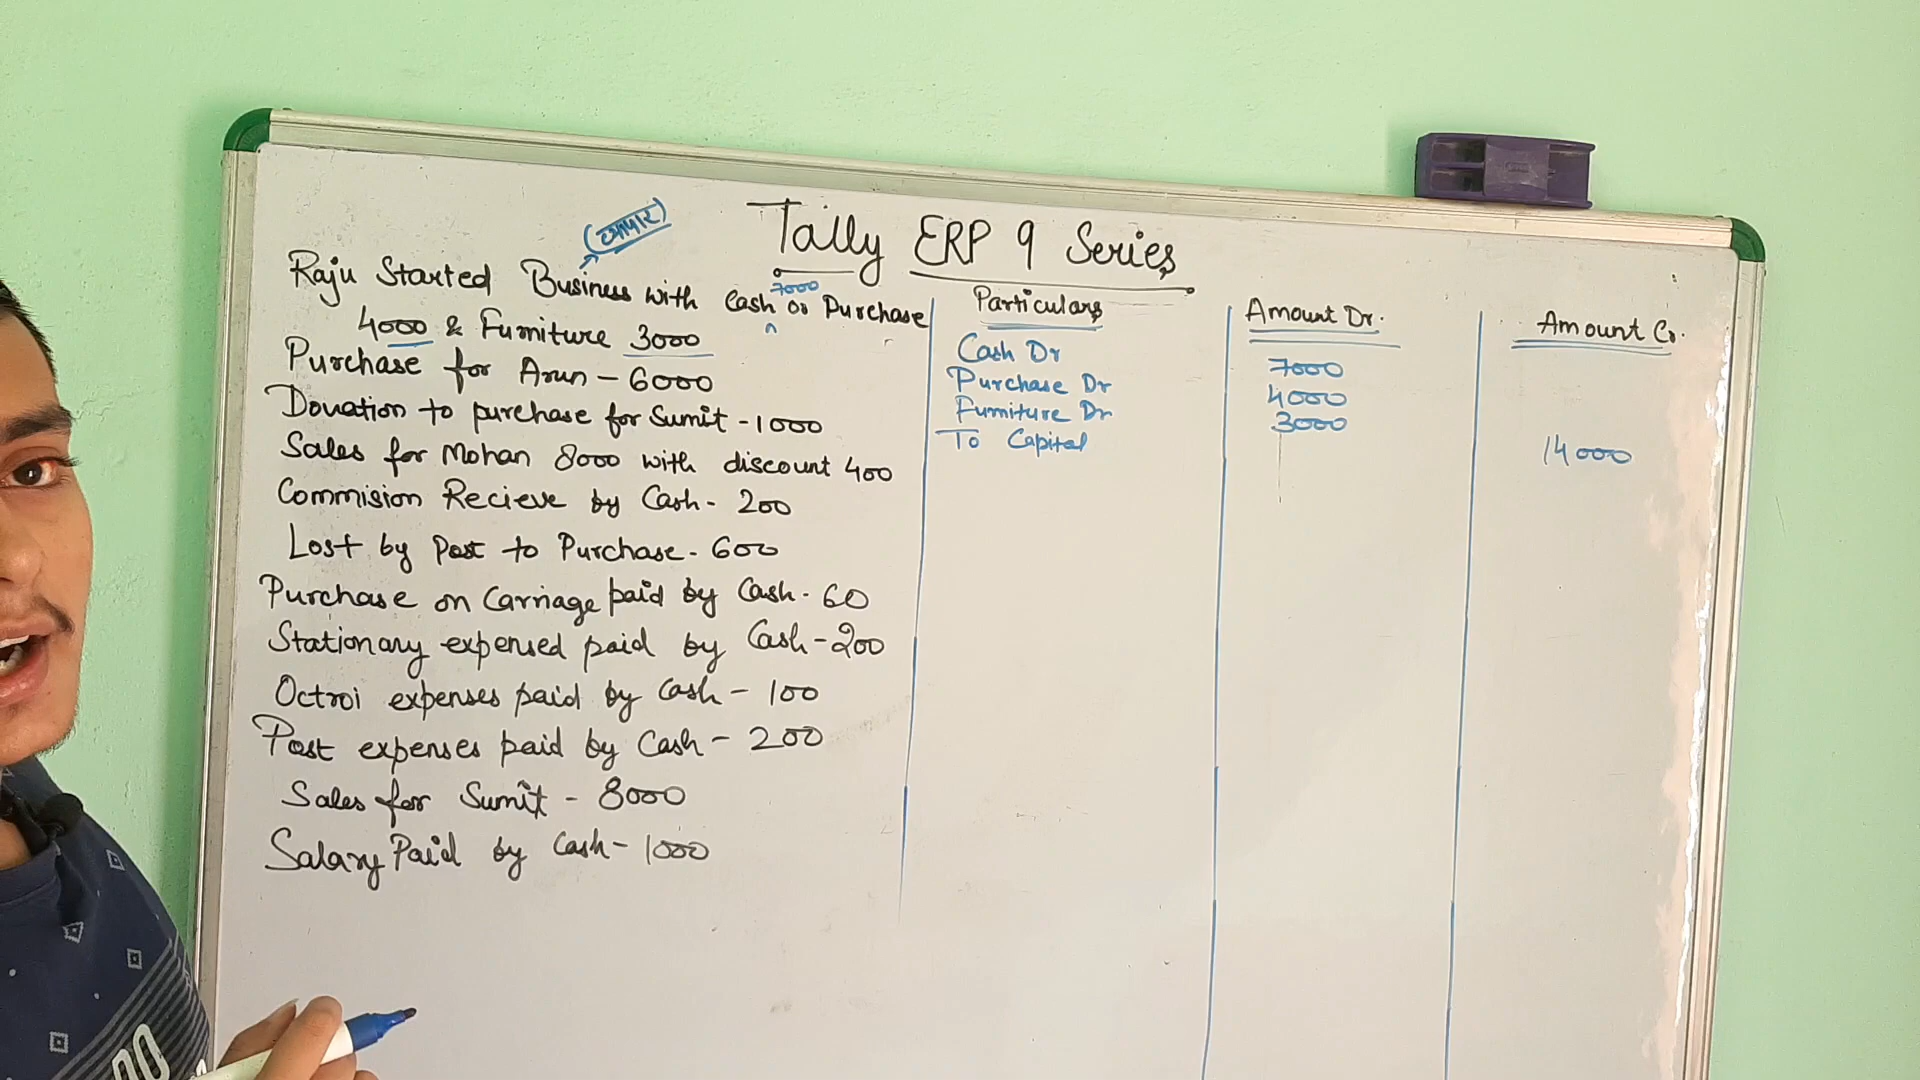 Tally ERP 9 Series
(व्यापार)
Raju Started Business with Cash 7000 or Purchase
4000 & Furniture 3000
Purchase for Arun - 6000
Donation to purchase for Sumit - 1000
Sales for Mohan 8000 with discount 400
Commision Recieve by Cash - 200
Lost by Post to Purchase - 600
Purchase on Carriage paid by Cash - 60
Stationary expensed paid by Cash - 200
Octroi expenses paid by Cash - 100
Post expenses paid by Cash - 200
Sales for Sumit - 8000
Salary Paid by Cash - 1000
Particulars Amount Dr. Amount Cr.
Cash Dr 7000
Purchase Dr 4000
Furniture Dr 3000
To Capital 14000